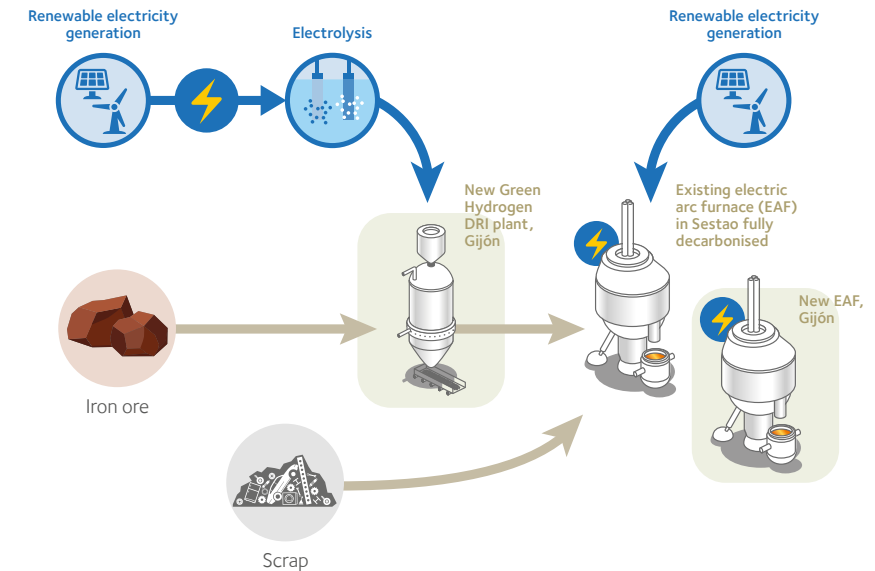 Renewable electricity
generation
Electrolysis
Renewable electricity
generation
New Green
Hydrogen
DRI plant,
Gijón
Existing electric
arc furnace (EAF)
in Sestao fully
decarbonised
New EAF,
Gijón
Iron ore
Scrap